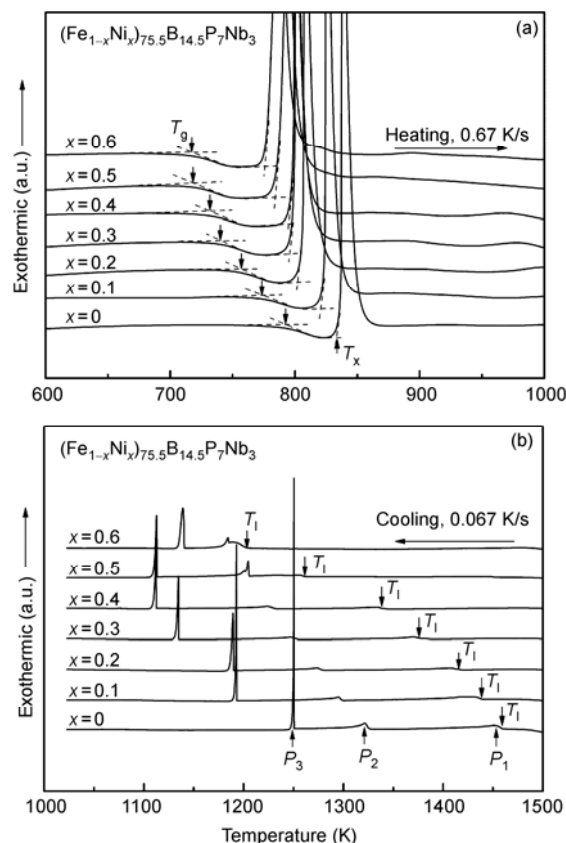 (a)
(Fe₁₋ₓNiₓ)₇₅.₅B₁₄.₅P₇Nb₃
Exothermic (a.u.)
Tg
Heating, 0.67 K/s
x = 0.6
x = 0.5
x = 0.4
x = 0.3
x = 0.2
x = 0.1
x = 0
Tx
600 700 800 900 1000
(b)
(Fe₁₋ₓNiₓ)₇₅.₅B₁₄.₅P₇Nb₃
Exothermic (a.u.)
Cooling, 0.067 K/s
x = 0.6 Tl
x = 0.5 Tl
x = 0.4 Tl
x = 0.3 Tl
x = 0.2 Tl
x = 0.1 Tl
x = 0 Tl
P₃ P₂ P₁
1000 1100 1200 1300 1400 1500
Temperature (K)